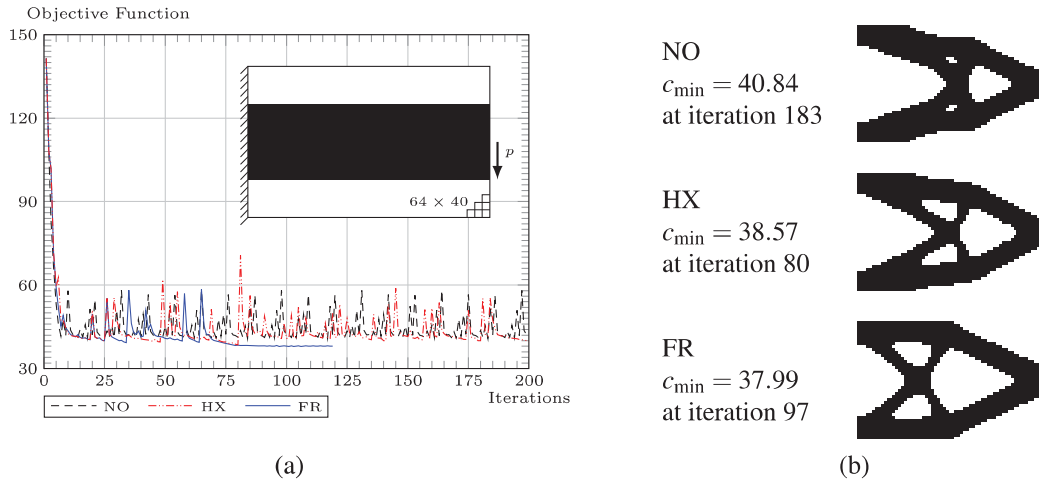 Objective Function
150
120
90
60
30
0
25
50
75
100
125
150
175
200
Iterations
p
64 × 40
NO
HX
FR
(a)
NO
c_min = 40.84
at iteration 183
HX
c_min = 38.57
at iteration 80
FR
c_min = 37.99
at iteration 97
(b)